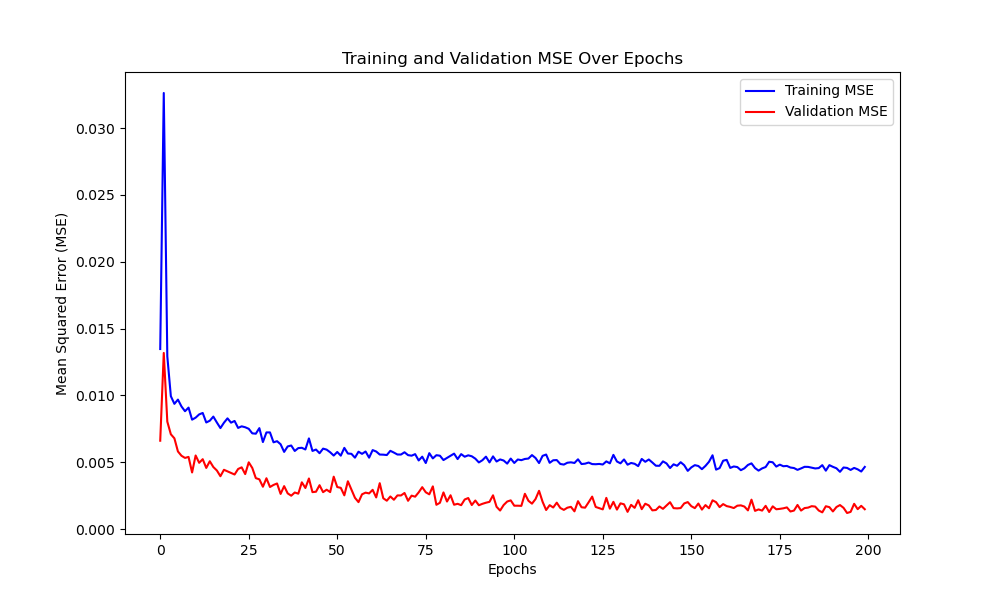 Training and Validation MSE Over Epochs
Training MSE
Validation MSE
Mean Squared Error (MSE)
0.030
0.025
0.020
0.015
0.010
0.005
0.000
0 25 50 75 100 125 150 175 200
Epochs